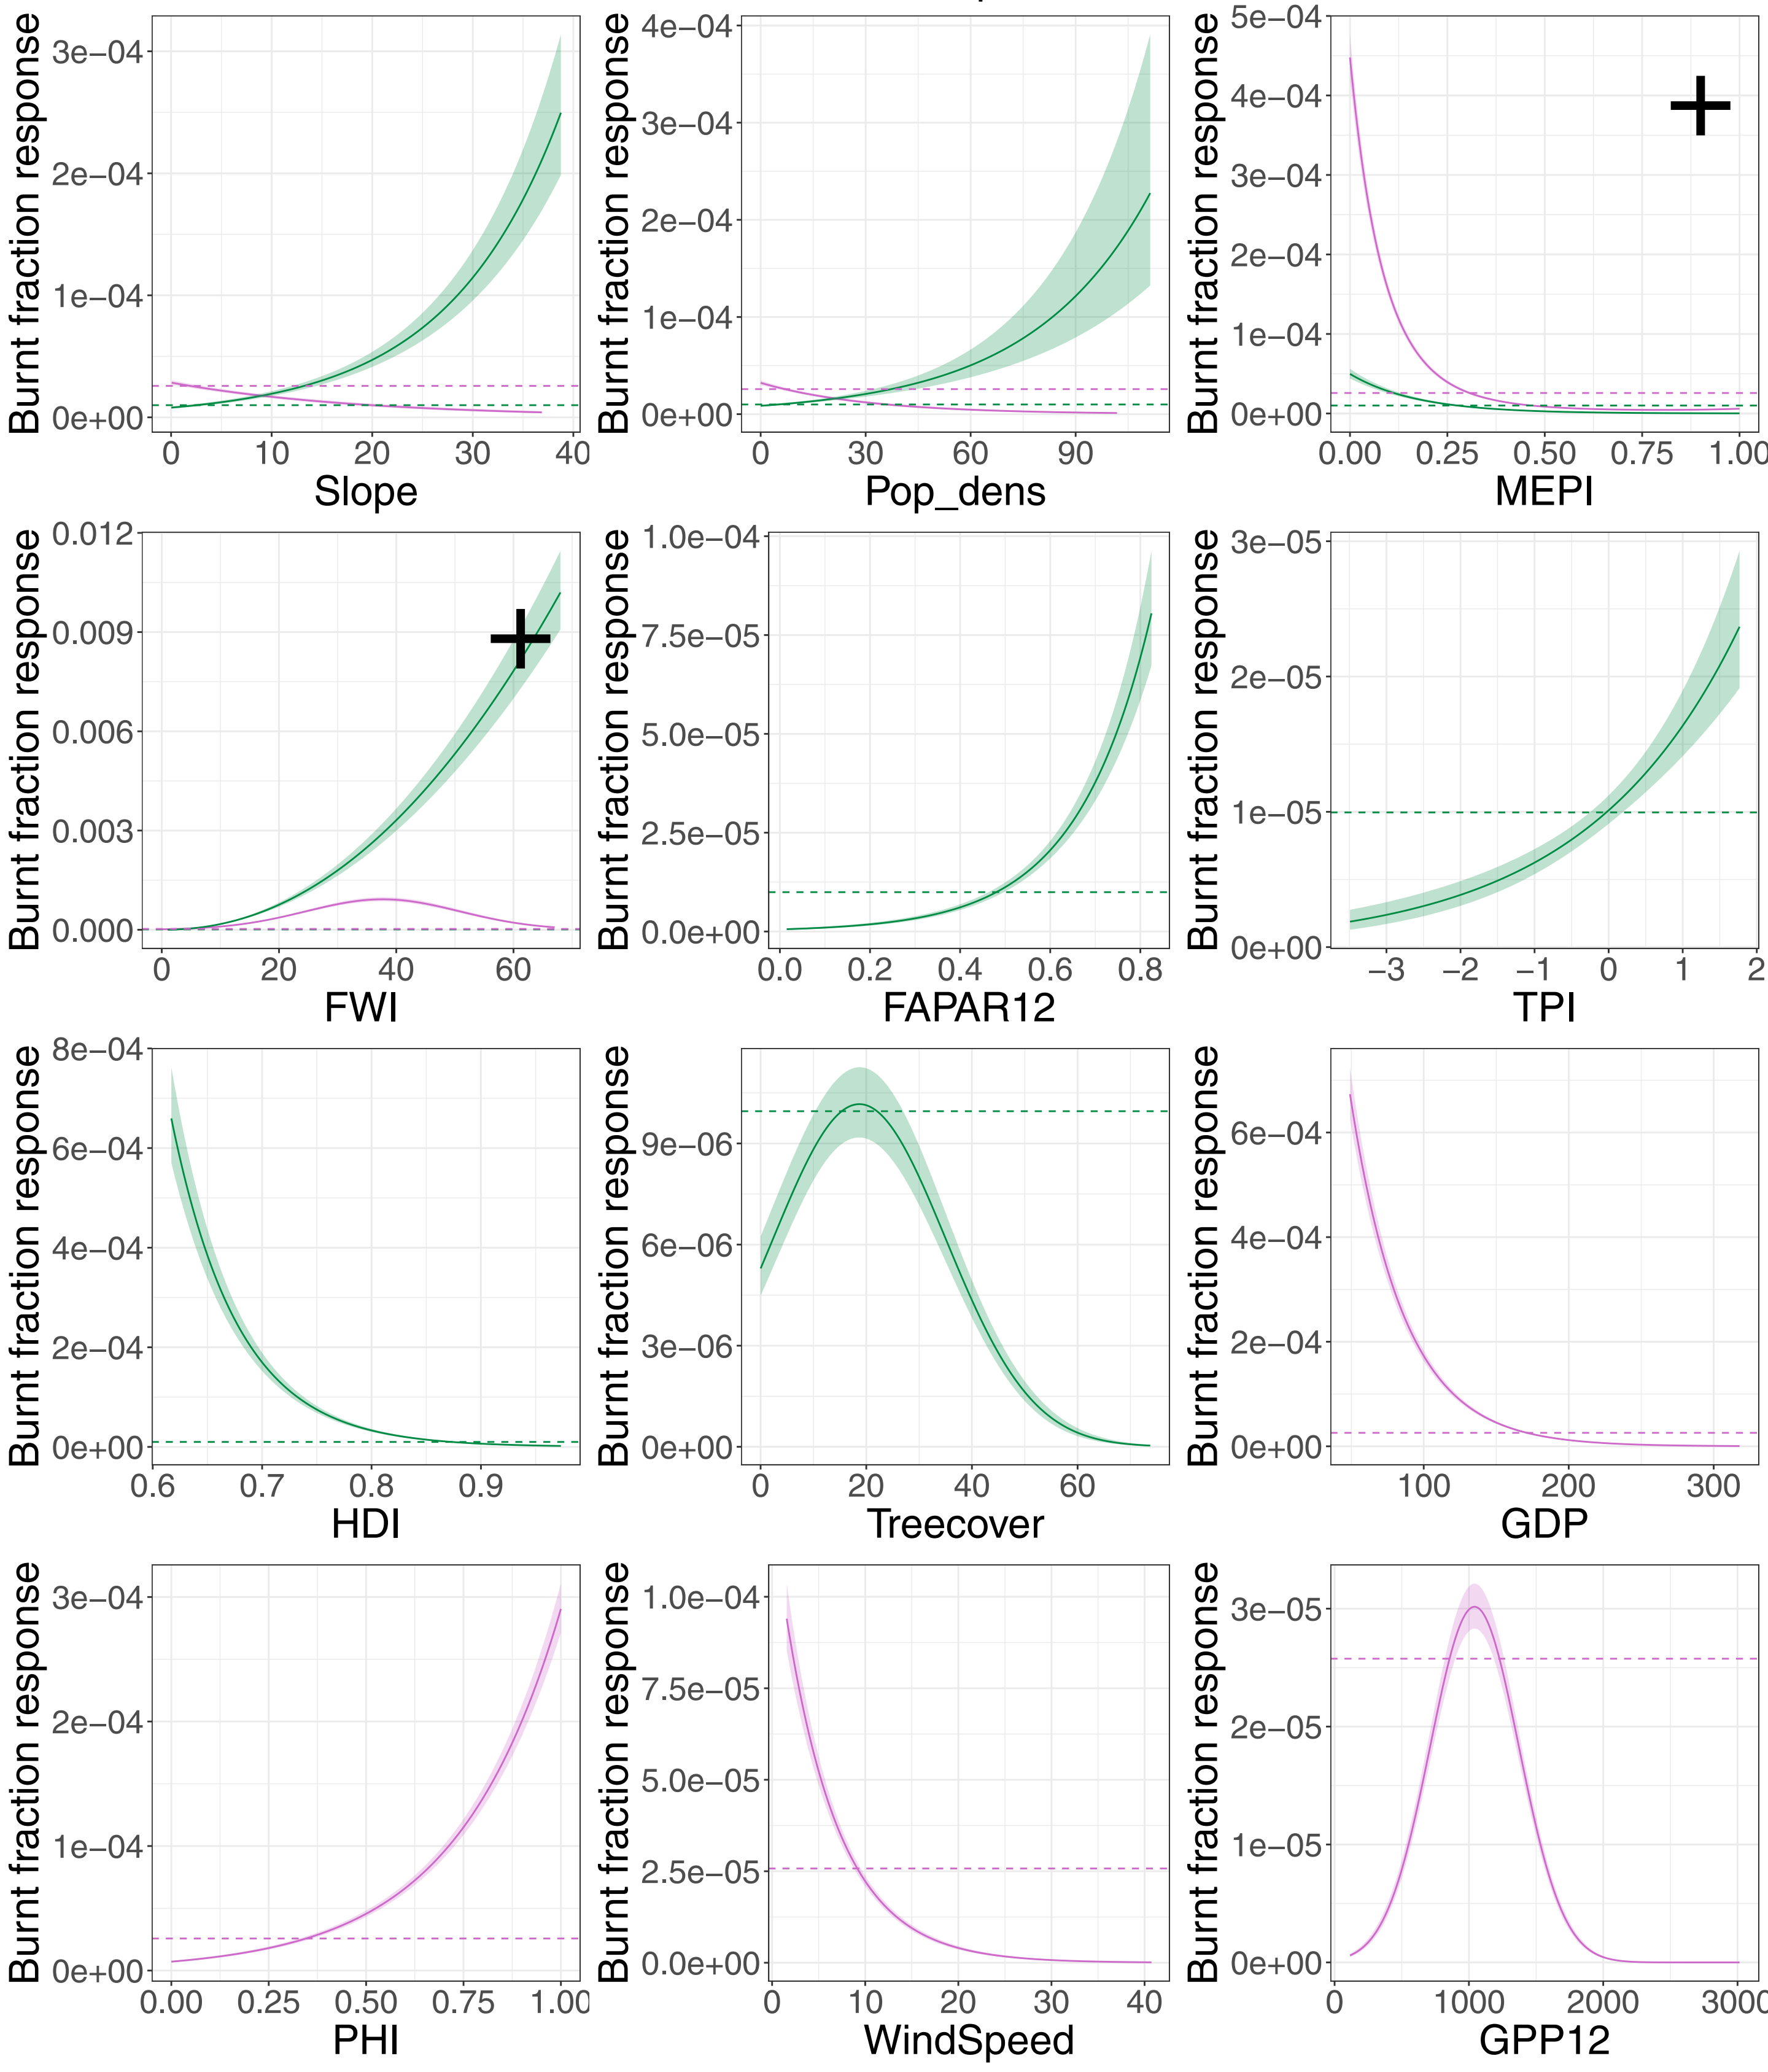 Burnt fraction response
3e−04
2e−04
1e−04
0e+00
0 10 20 30 40
Slope
Burnt fraction response
4e−04
3e−04
2e−04
1e−04
0e+00
0 30 60 90
Pop_dens
Burnt fraction response
5e−04
4e−04
3e−04
2e−04
1e−04
0e+00
0.00 0.25 0.50 0.75 1.00
MEPI
Burnt fraction response
0.012
0.009
0.006
0.003
0.000
0 20 40 60
FWI
Burnt fraction response
1.0e−04
7.5e−05
5.0e−05
2.5e−05
0.0e+00
0.0 0.2 0.4 0.6 0.8
FAPAR12
Burnt fraction response
3e−05
2e−05
1e−05
0e+00
−3 −2 −1 0 1 2
TPI
Burnt fraction response
8e−04
6e−04
4e−04
2e−04
0e+00
0.6 0.7 0.8 0.9
HDI
Burnt fraction response
9e−06
6e−06
3e−06
0e+00
0 20 40 60
Treecover
Burnt fraction response
6e−04
4e−04
2e−04
0e+00
100 200 300
GDP
Burnt fraction response
3e−04
2e−04
1e−04
0e+00
0.00 0.25 0.50 0.75 1.00
PHI
Burnt fraction response
1.0e−04
7.5e−05
5.0e−05
2.5e−05
0.0e+00
0 10 20 30 40
WindSpeed
Burnt fraction response
3e−05
2e−05
1e−05
0e+00
0 1000 2000 3000
GPP12